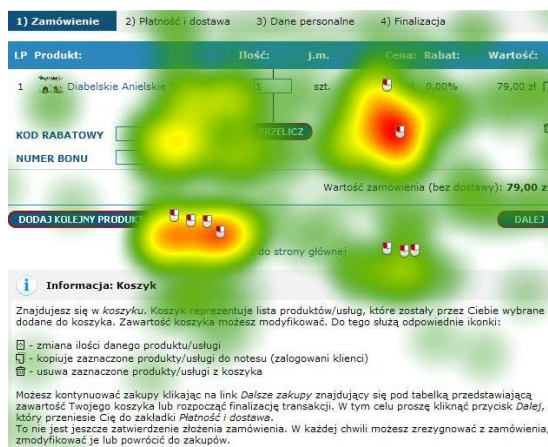 1) Zamówienie 2) Płatność i dostawa 3) Dane personalne 4) Finalizacja
LP Produkt: Ilość: j.m. Cena: Rabat: Wartość:
1 Diabelskie Anielskie 1 szt. 0,00% 79,00 zł
KOD RABATOWY PRZELICZ
NUMER BONU
Wartość zamówienia (bez dostawy): 79,00 z
DODAJ KOLEJNY PRODUKT DALEJ
do strony głównej
i Informacja: Koszyk
Znajdujesz się w koszyku. Koszyk reprezentuje lista produktów/usług, które zostały przez Ciebie wybrane
dodane do koszyka. Zawartość koszyka możesz modyfikować. Do tego służą odpowiednie ikonki:
- zmiana ilości danego produktu/usługi
- kopiuje zaznaczone produkty/usługi do notesu (zalogowani klienci)
- usuwa zaznaczone produkty/usługi z koszyka
Możesz kontynuować zakupy klikając na link Dalsze zakupy znajdujący się pod tabelką przedstawiającą
zawartość Twojego koszyka lub rozpocząć finalizację transakcji. W tym celu proszę kliknąć przycisk Dalej,
który przeniesie Cię do zakładki Płatność i dostawa.
To nie jest jeszcze zatwierdzenie złożenia zamówienia. W każdej chwili możesz zrezygnować z zamówienia,
zmodyfikować je lub powrócić do zakupów.